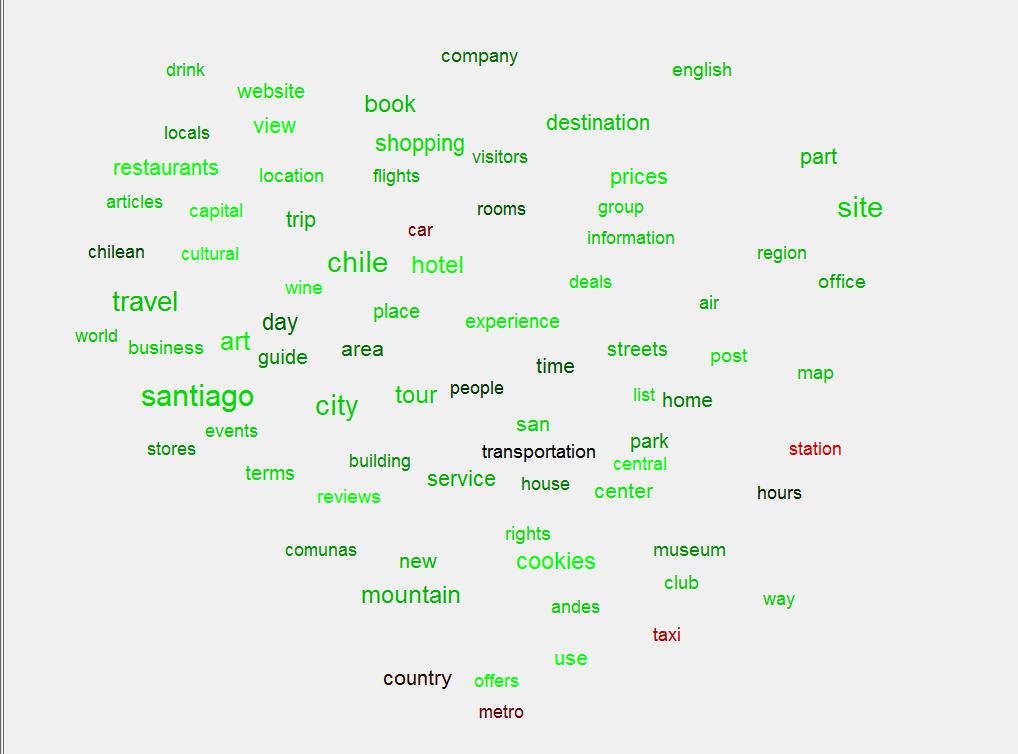 company
drink
english
website
book
destination
view
locals
shopping
visitors
part
restaurants
location
flights
prices
articles
capital
trip
rooms
group
site
car
information
chilean
cultural
region
chile
hotel
wine
deals
office
travel
place
air
day
experience
world
business
art
guide
area
streets
post
time
map
santiago
city
tour
people
list
home
events
san
stores
building
transportation
park
station
terms
service
house
central
reviews
center
hours
comunas
new
rights
cookies
museum
mountain
andes
club
way
taxi
use
country
offers
metro